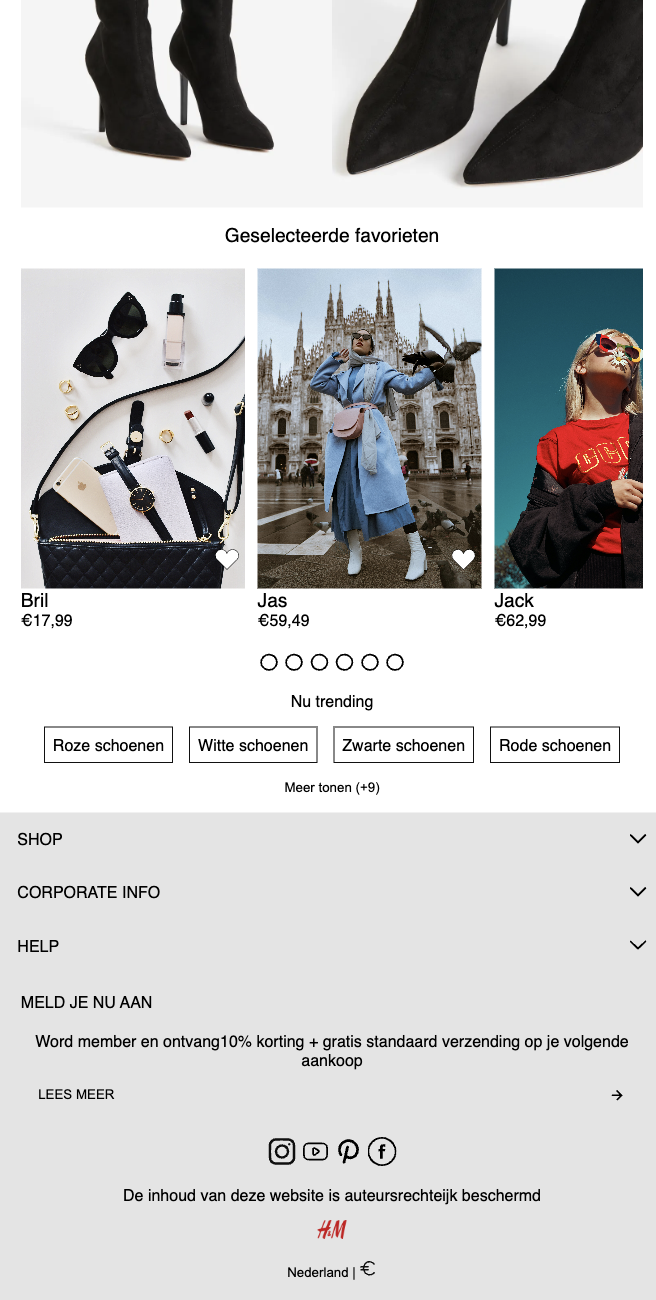 Geselecteerde favorieten
Bril
€17,99
Jas
€59,49
Jack
€62,99
Nu trending
Roze schoenen
Witte schoenen
Zwarte schoenen
Rode schoenen
Meer tonen (+9)
SHOP
CORPORATE INFO
HELP
MELD JE NU AAN
Word member en ontvang10% korting + gratis standaard verzending op je volgende
aankoop
LEES MEER
De inhoud van deze website is auteursrechteijk beschermd
H&M
Nederland | €